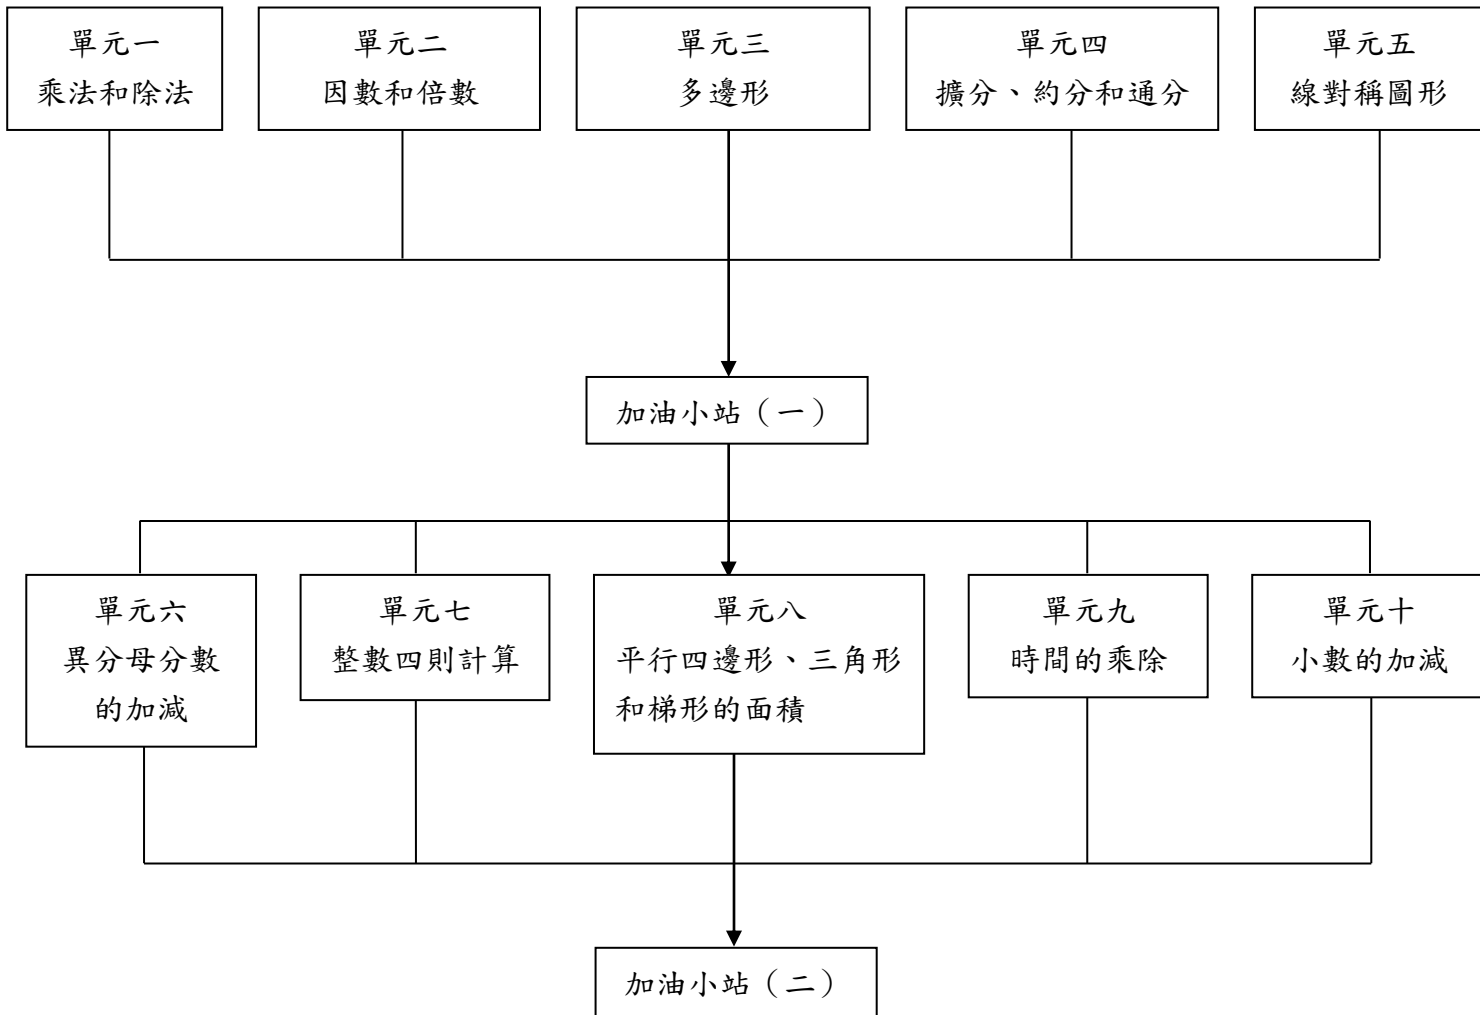 單元一
乘法和除法
單元二
因數和倍數
單元三
多邊形
單元四
擴分、約分和通分
單元五
線對稱圖形
加油小站（一）
單元六
異分母分數
的加減
單元七
整數四則計算
單元八
平行四邊形、三角形
和梯形的面積
單元九
時間的乘除
單元十
小數的加減
加油小站（二）